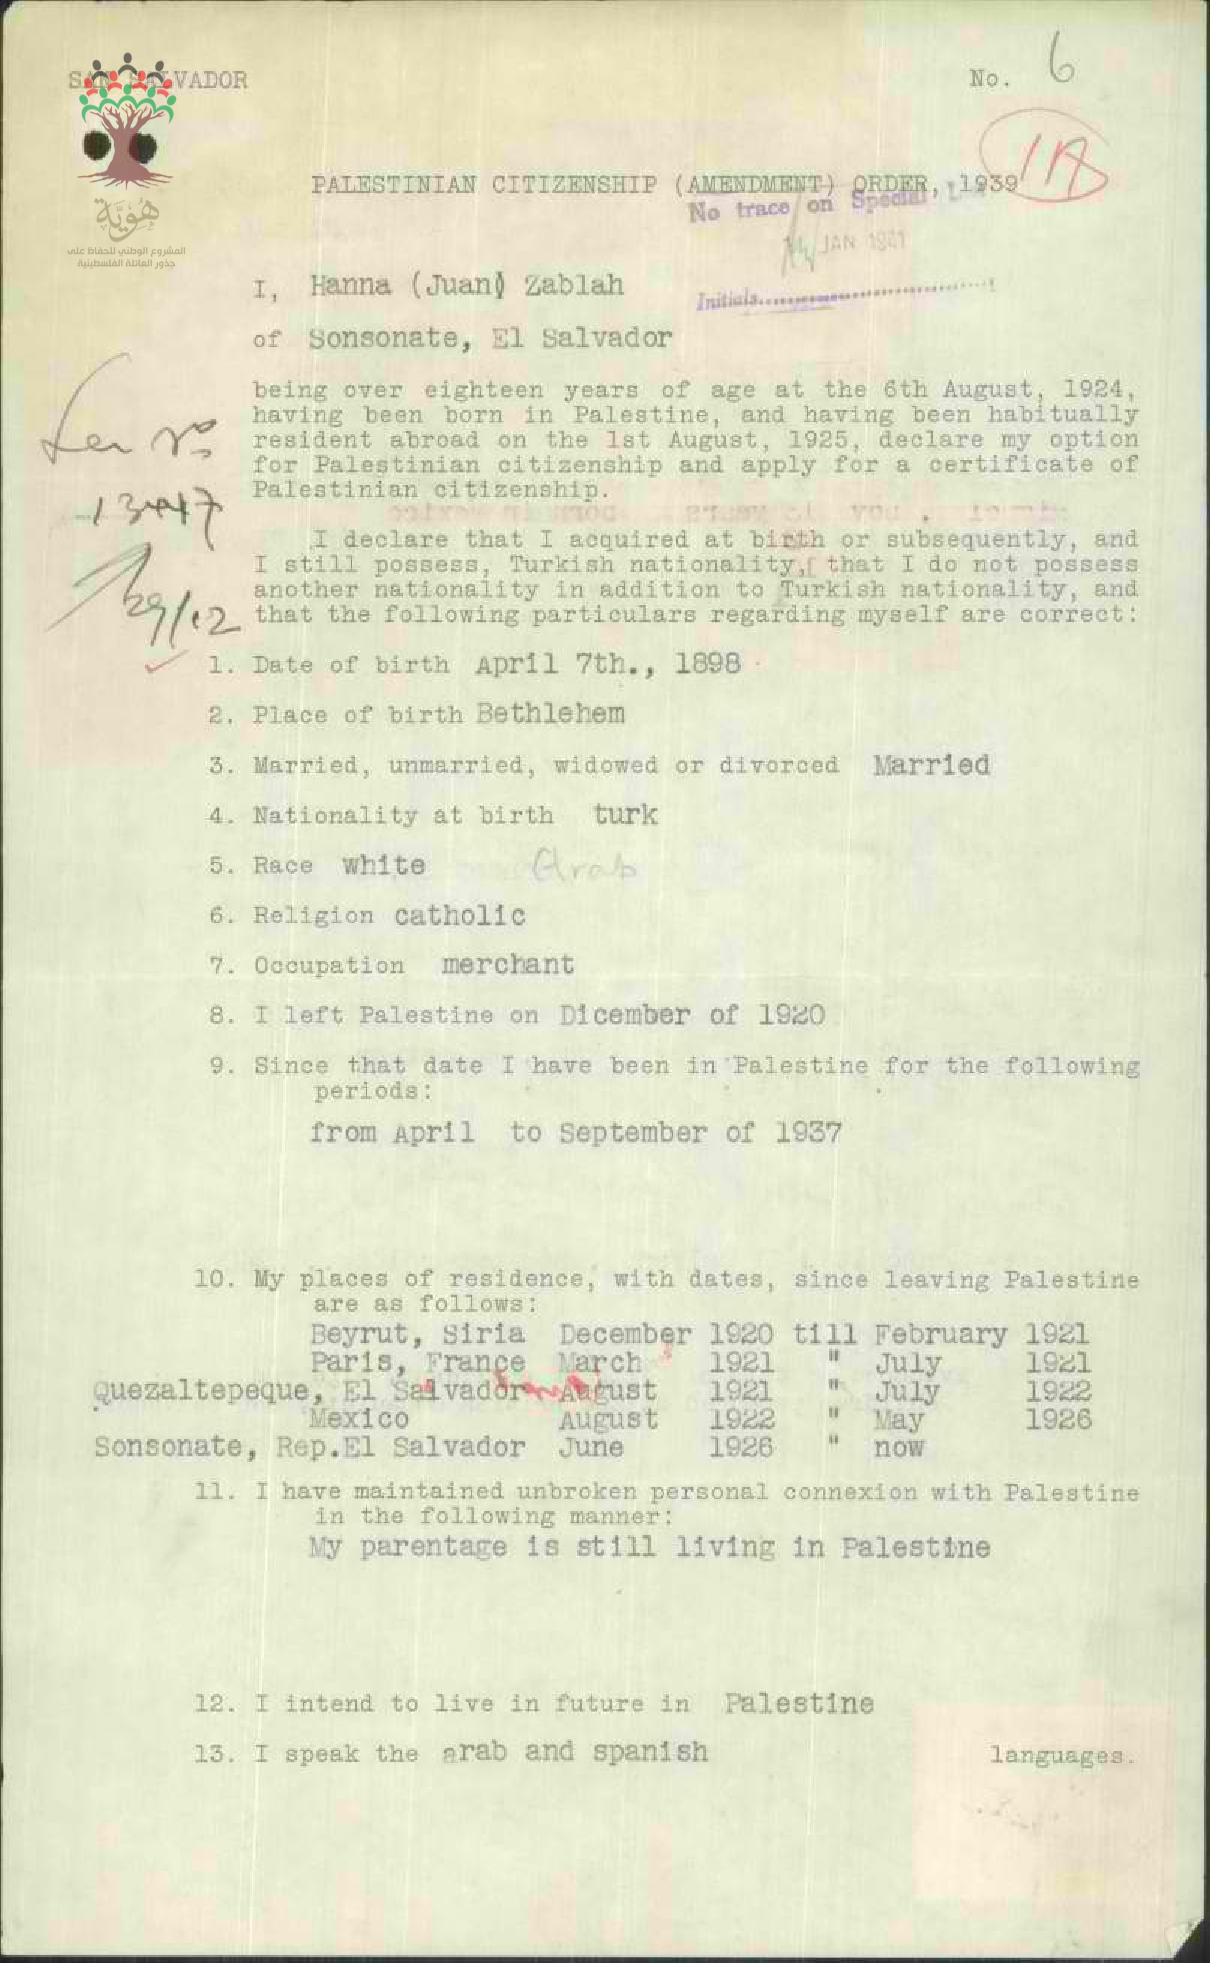 SAN SALVADOR
No. 6
1A
PALESTINIAN CITIZENSHIP (AMENDMENT) ORDER, 1939
No trace on Special
JAN 1941
هُوِيَّة
المشروع الوطني للحفاظ على
جذور العائلة الفلسطينية
I, Hanna (Juan) Zablah
Initials
of Sonsonate, El Salvador
being over eighteen years of age at the 6th August, 1924,
having been born in Palestine, and having been habitually
resident abroad on the 1st August, 1925, declare my option
for Palestinian citizenship and apply for a certificate of
Palestinian citizenship.
I declare that I acquired at birth or subsequently, and
I still possess, Turkish nationality, that I do not possess
another nationality in addition to Turkish nationality, and
29/12
that the following particulars regarding myself are correct:
1. Date of birth April 7th., 1898
2. Place of birth Bethlehem
3. Married, unmarried, widowed or divorced Married
4. Nationality at birth turk
5. Race white Arab
6. Religion catholic
7. Occupation merchant
8. I left Palestine on Dicember of 1920
9. Since that date I have been in Palestine for the following
periods:
from April to September of 1937
10. My places of residence, with dates, since leaving Palestine
are as follows:
Beyrut, Siria December 1920 till February 1921
Paris, France March 1921 " July 1921
Quezaltepeque, El Salvador August 1921 " July 1922
Mexico August 1922 " May 1926
Sonsonate, Rep.El Salvador June 1926 " now
11. I have maintained unbroken personal connexion with Palestine
in the following manner:
My parentage is still living in Palestine
12. I intend to live in future in Palestine
13. I speak the arab and spanish languages.